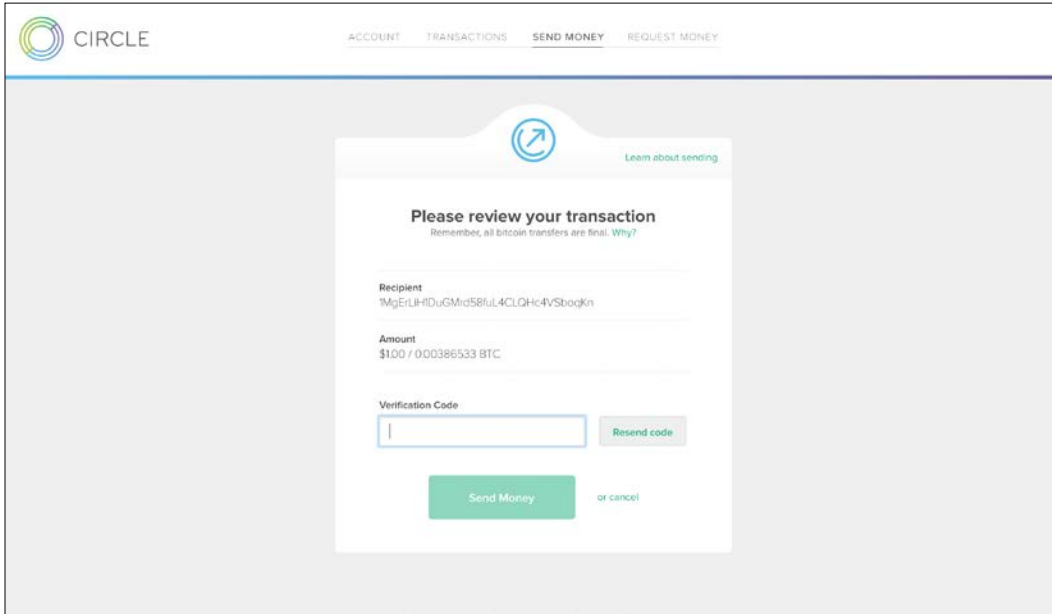 CIRCLE
ACCOUNT TRANSACTIONS SEND MONEY REQUEST MONEY
Learn about sending
Please review your transaction
Remember, all bitcoin transfers are final. Why?
Recipient
1MgErLiH1DuGMrd58fuL4CLQHc4VSboqKn
Amount
$1.00 / 0.00386533 BTC
Verification Code
Resend code
Send Money or cancel